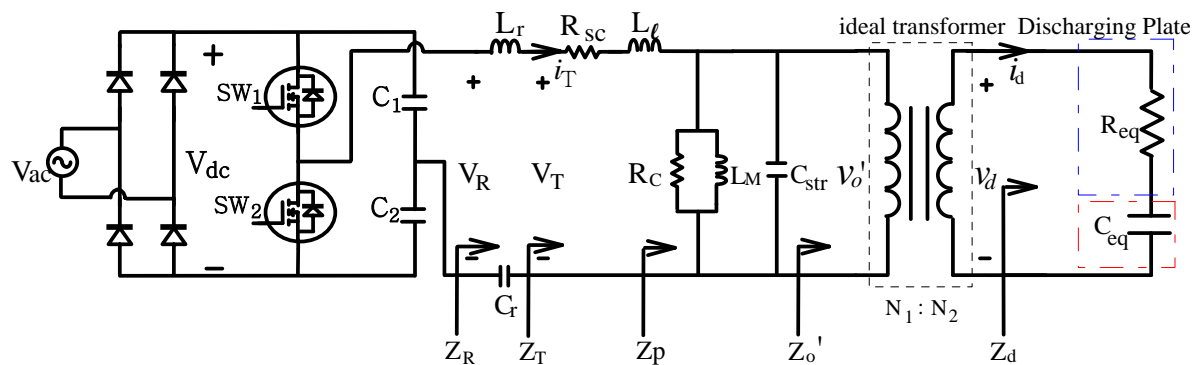 ideal transformer Discharging Plate
Lr
Rsc
Lℓ
iT
id
+
+
+
+
SW1
C1
Req
Vac
Vdc
VR
VT
RC
LM
Cstr
vo'
vd
SW2
C2
Ceq
−
−
−
−
Cr
N1 : N2
ZR
ZT
Zp
Zo'
Zd